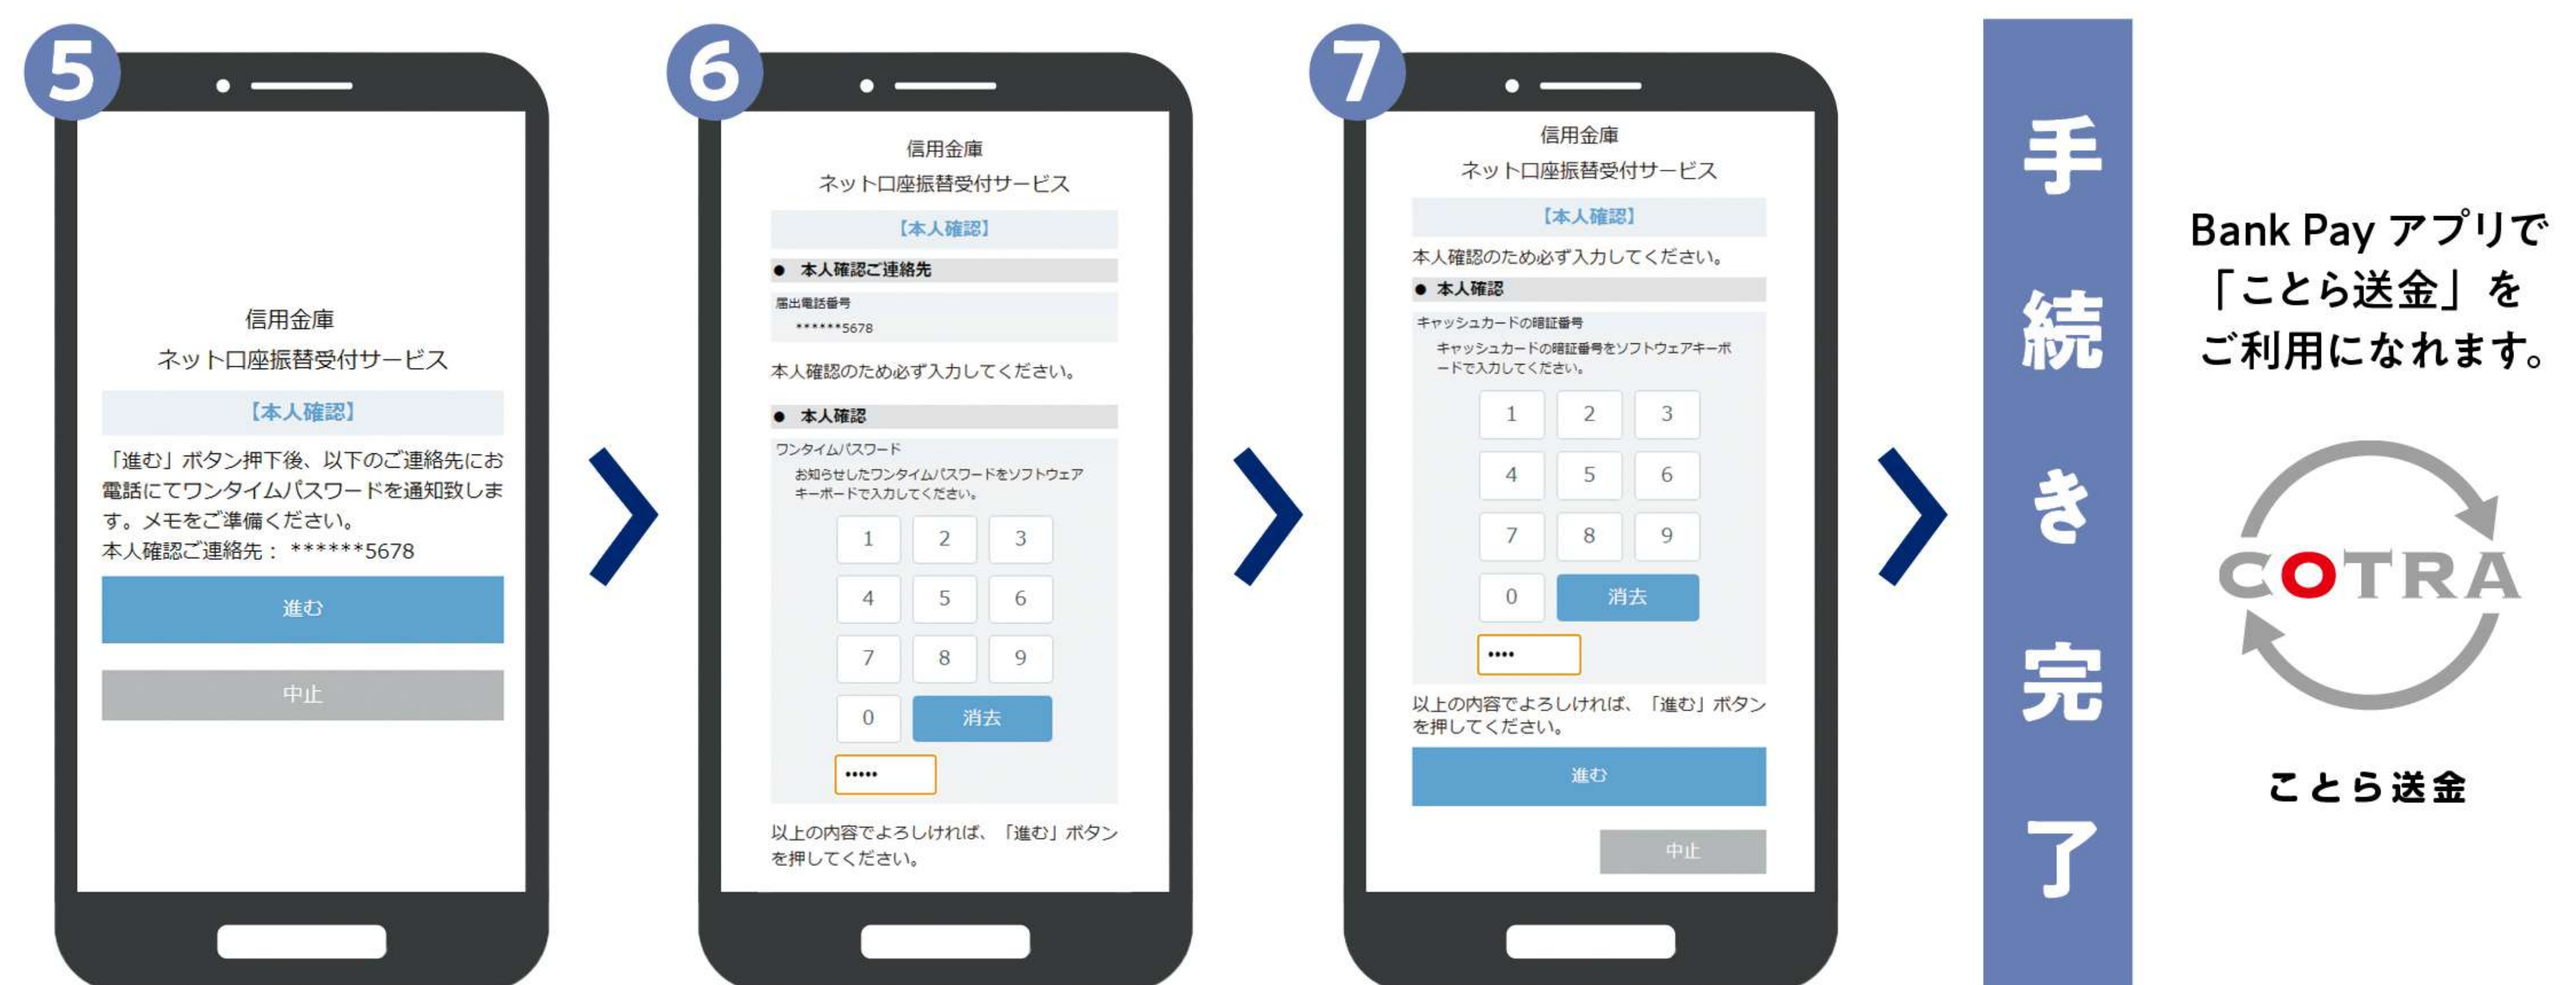 5
信用金庫
ネット口座振替受付サービス
【本人確認】
「進む」ボタン押下後、以下のご連絡先にお
電話にてワンタイムパスワードを通知致しま
す。メモをご準備ください。
本人確認ご連絡先： ******5678
進む
中止
6
信用金庫
ネット口座振替受付サービス
【本人確認】
● 本人確認ご連絡先
届出電話番号
******5678
本人確認のため必ず入力してください。
● 本人確認
ワンタイムパスワード
お知らせしたワンタイムパスワードをソフトウェア
キーボードで入力してください。
1 2 3
4 5 6
7 8 9
0 消去
•••••
以上の内容でよろしければ、「進む」ボタン
を押してください。
7
信用金庫
ネット口座振替受付サービス
【本人確認】
本人確認のため必ず入力してください。
● 本人確認
キャッシュカードの暗証番号
キャッシュカードの暗証番号をソフトウェアキーボ
ードで入力してください。
1 2 3
4 5 6
7 8 9
0 消去
••••
以上の内容でよろしければ、「進む」ボタン
を押してください。
進む
中止
手続き完了
Bank Pay アプリで
「ことら送金」を
ご利用になれます。
COTRA
ことら送金